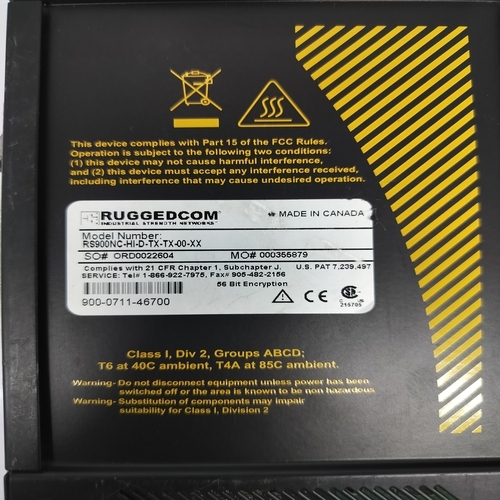 This device complies with Part 15 of the FCC Rules.
Operation is subject to the following two conditions:
(1) this device may not cause harmful interference,
and (2) this device must accept any interference received,
including interference that may cause undesired operation.
RUGGEDCOM
INDUSTRIAL STRENGTH NETWORKS
MADE IN CANADA
Model Number:
RS900NC-HI-D-TX-TX-00-XX
SO# ORD0022604 MO# 000355879
Complies with 21 CFR Chapter 1, Subchapter J. U.S. PAT 7,239,497
SERVICE: Tel# 1-866-922-7975, Fax# 905-482-2156
56 Bit Encryption
900-0711-46700
CE
215705
Class I, Div 2, Groups ABCD;
T6 at 40C ambient, T4A at 85C ambient.
Warning- Do not disconnect equipment unless power has been
switched off or the area is known to be non hazardous
Warning- Substitution of components may impair
suitability for Class I, Division 2